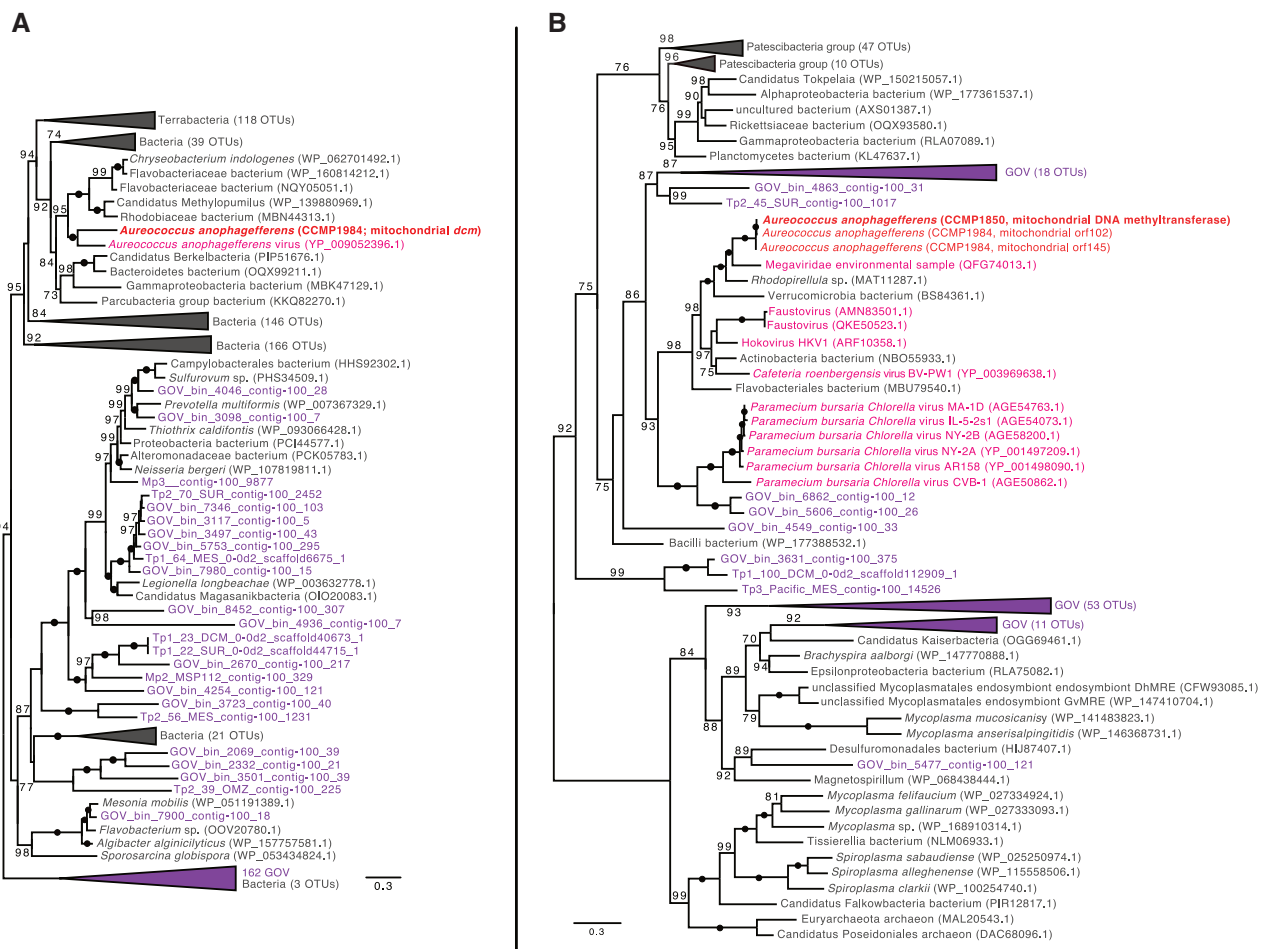 A
Terrabacteria (118 OTUs)
74
Bacteria (39 OTUs)
94
Chryseobacterium indologenes (WP_062701492.1)
Flavobacteriaceae bacterium (WP_160814212.1)
99
Flavobacteriaceae bacterium (NQY05051.1)
Candidatus Methylopumilus (WP_139880969.1)
92
95
Rhodobiaceae bacterium (MBN44313.1)
Aureococcus anophagefferens (CCMP1984; mitochondrial dcm)
Aureococcus anophagefferens virus (YP_009052396.1)
84
Candidatus Berkelbacteria (PIP51676.1)
98
Bacteroidetes bacterium (OQX99211.1)
Gammaproteobacteria bacterium (MBK47129.1)
95
73
Parcubacteria group bacterium (KKQ82270.1)
84
Bacteria (146 OTUs)
92
Bacteria (166 OTUs)
Campylobacterales bacterium (HHS92302.1)
Sulfurovum sp. (PHS34509.1)
99
GOV_bin_4046_contig-100_28
99
Prevotella multiformis (WP_007367329.1)
97
GOV_bin_3098_contig-100_7
Thiothrix caldifontis (WP_093066428.1)
99
Proteobacteria bacterium (PCI44577.1)
Alteromonadaceae bacterium (PCK05783.1)
97
Neisseria bergeri (WP_107819811.1)
Mp3__contig-100_9877
Tp2_70_SUR_contig-100_2452
GOV_bin_7346_contig-100_103
99
97
GOV_bin_3117_contig-100_5
97
GOV_bin_3497_contig-100_43
GOV_bin_5753_contig-100_295
Tp1_64_MES_0-0d2_scaffold6675_1
GOV_bin_7980_contig-100_15
Legionella longbeachae (WP_003632778.1)
Candidatus Magasanikbacteria (OIO20083.1)
GOV_bin_8452_contig-100_307
98
GOV_bin_4936_contig-100_7
Tp1_23_DCM_0-0d2_scaffold40673_1
Tp1_22_SUR_0-0d2_scaffold44715_1
97
GOV_bin_2670_contig-100_217
Mp2_MSP112_contig-100_329
GOV_bin_4254_contig-100_121
GOV_bin_3723_contig-100_40
87
Tp2_56_MES_contig-100_1231
Bacteria (21 OTUs)
GOV_bin_2069_contig-100_39
GOV_bin_2332_contig-100_21
GOV_bin_3501_contig-100_39
77
Tp2_39_OMZ_contig-100_225
Mesonia mobilis (WP_051191389.1)
GOV_bin_7900_contig-100_18
Flavobacterium sp. (OOV20780.1)
Algibacter alginicilyticus (WP_157757581.1)
98
Sporosarcina globispora (WP_053434824.1)
162 GOV
Bacteria (3 OTUs)
0.3
B
98
Patescibacteria group (47 OTUs)
96
Patescibacteria group (10 OTUs)
76
98
Candidatus Tokpelaia (WP_150215057.1)
90
Alphaproteobacteria bacterium (WP_177361537.1)
76
uncultured bacterium (AXS01387.1)
99
Rickettsiaceae bacterium (OQX93580.1)
Gammaproteobacteria bacterium (RLA07089.1)
95
Planctomycetes bacterium (KL47637.1)
87
GOV (18 OTUs)
87
GOV_bin_4863_contig-100_31
99
Tp2_45_SUR_contig-100_1017
Aureococcus anophagefferens (CCMP1850, mitochondrial DNA methyltransferase)
Aureococcus anophagefferens (CCMP1984, mitochondrial orf102)
Aureococcus anophagefferens (CCMP1984, mitochondrial orf145)
Megaviridae environmental sample (QFG74013.1)
Rhodopirellula sp. (MAT11287.1)
75
86
Verrucomicrobia bacterium (BS84361.1)
98
Faustovirus (AMN83501.1)
Faustovirus (QKE50523.1)
Hokovirus HKV1 (ARF10358.1)
98
97
Actinobacteria bacterium (NBO55933.1)
75
Cafeteria roenbergensis virus BV-PW1 (YP_003969638.1)
Flavobacteriales bacterium (MBU79540.1)
Paramecium bursaria Chlorella virus MA-1D (AGE54763.1)
93
Paramecium bursaria Chlorella virus IL-5-2s1 (AGE54073.1)
92
Paramecium bursaria Chlorella virus NY-2B (AGE58200.1)
Paramecium bursaria Chlorella virus NY-2A (YP_001497209.1)
Paramecium bursaria Chlorella virus AR158 (YP_001498090.1)
75
Paramecium bursaria Chlorella virus CVB-1 (AGE50862.1)
GOV_bin_6862_contig-100_12
GOV_bin_5606_contig-100_26
GOV_bin_4549_contig-100_33
Bacilli bacterium (WP_177388532.1)
GOV_bin_3631_contig-100_375
99
Tp1_100_DCM_0-0d2_scaffold112909_1
Tp3_Pacific_MES_contig-100_14526
93
GOV (53 OTUs)
92
GOV (11 OTUs)
70
Candidatus Kaiserbacteria (OGG69461.1)
84
Brachyspira aalborgi (WP_147770888.1)
89
94
Epsilonproteobacteria bacterium (RLA75082.1)
unclassified Mycoplasmatales endosymbiont endosymbiont DhMRE (CFW93085.1)
unclassified Mycoplasmatales endosymbiont GvMRE (WP_147410704.1)
79
Mycoplasma mucosicanisy (WP_141483823.1)
88
Mycoplasma anserisalpingitidis (WP_146368731.1)
89
Desulfuromonadales bacterium (HIJ87407.1)
GOV_bin_5477_contig-100_121
92
Magnetospirillum (WP_068438444.1)
81
Mycoplasma felifaucium (WP_027334924.1)
Mycoplasma gallinarum (WP_027333093.1)
Mycoplasma sp. (WP_168910314.1)
99
Tissierellia bacterium (NLM06933.1)
Spiroplasma sabaudiense (WP_025250974.1)
Spiroplasma alleghenense (WP_115558506.1)
Spiroplasma clarkii (WP_100254740.1)
99
Candidatus Falkowbacteria bacterium (PIR12817.1)
Euryarchaeota archaeon (MAL20543.1)
Candidatus Poseidoniales archaeon (DAC68096.1)
0.3